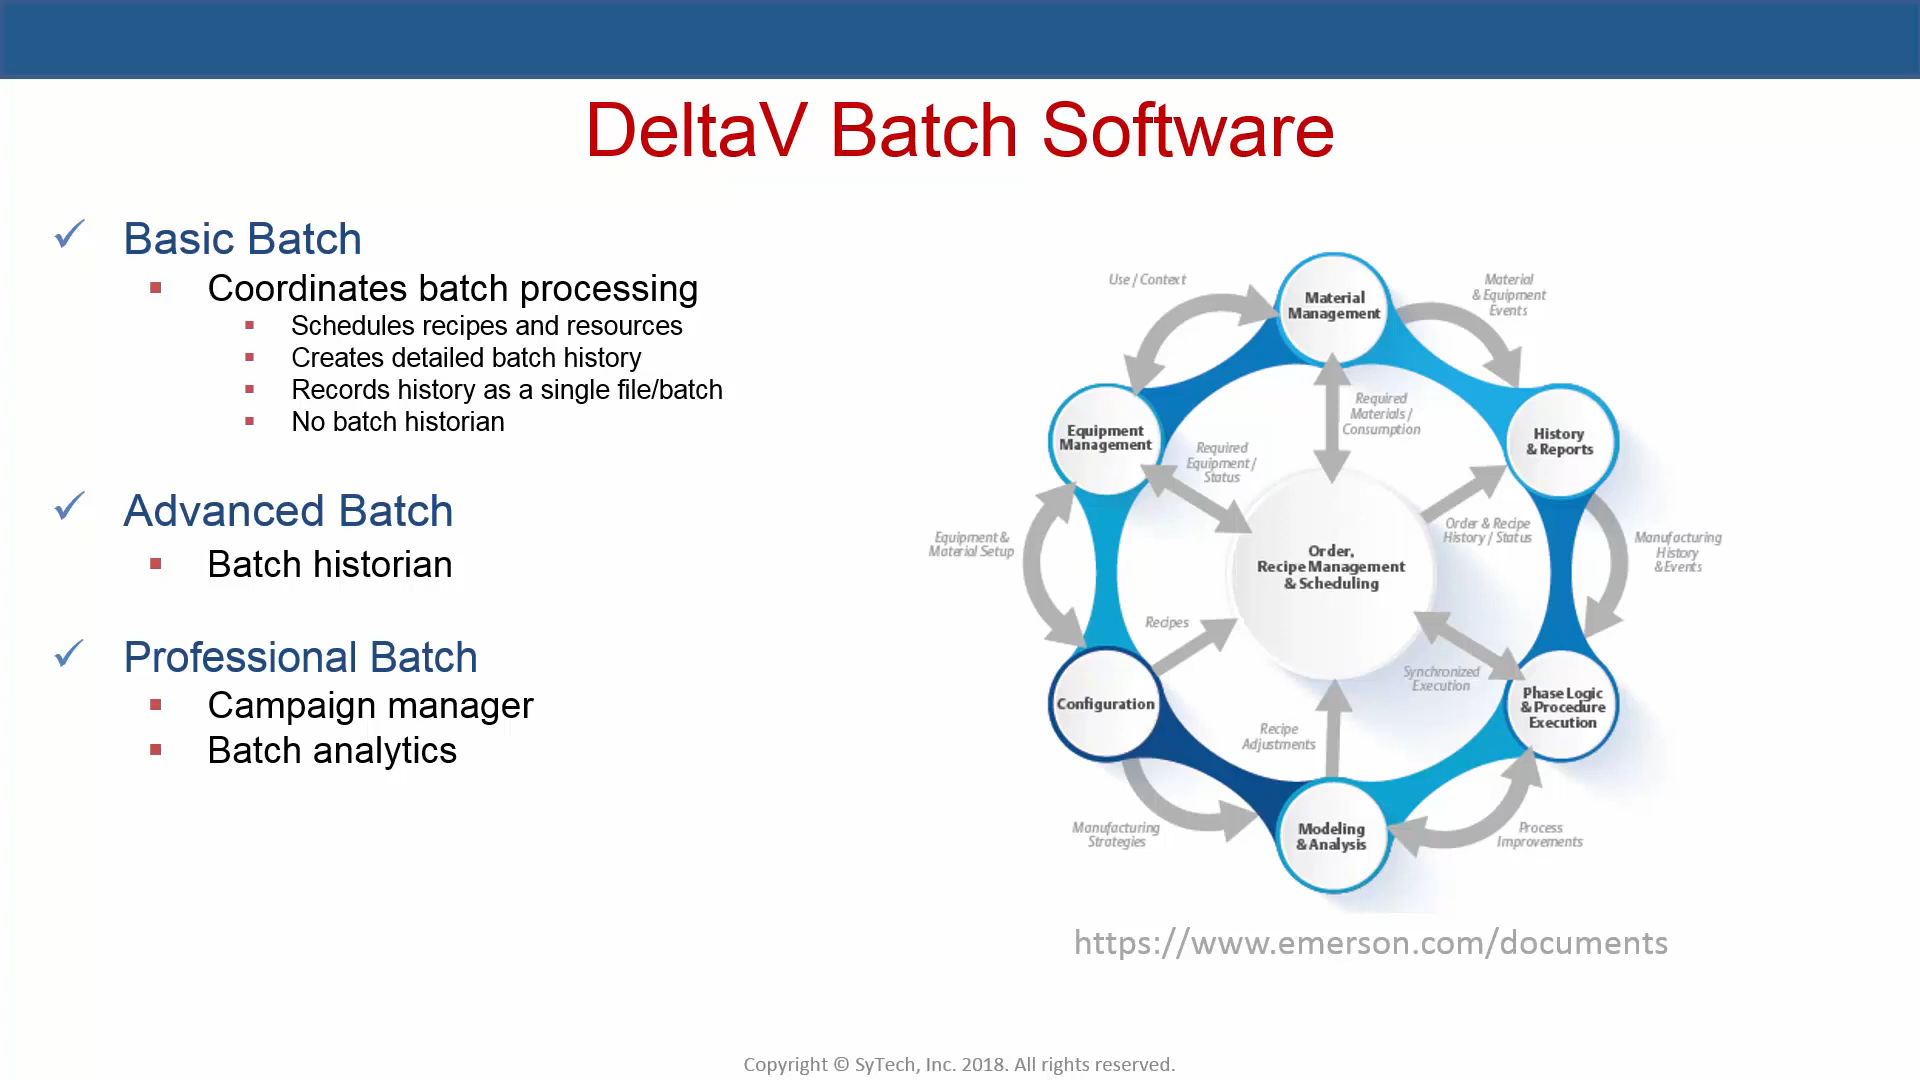 DeltaV Batch Software
✓ Basic Batch
▪ Coordinates batch processing
▪ Schedules recipes and resources
▪ Creates detailed batch history
▪ Records history as a single file/batch
▪ No batch historian
✓ Advanced Batch
▪ Batch historian
✓ Professional Batch
▪ Campaign manager
▪ Batch analytics
Use / Context
Material
Management
Material
& Equipment
Events
Equipment
Management
Required
Equipment /
Status
Required
Materials /
Consumption
History
& Reports
Equipment &
Material Setup
Order,
Recipe Management
& Scheduling
Order & Recipe
History / Status
Manufacturing
History
& Events
Recipes
Configuration
Synchronized
Execution
Phase Logic
& Procedure
Execution
Recipe
Adjustments
Manufacturing
Strategies
Modeling
& Analysis
Process
Improvements
https://www.emerson.com/documents
Copyright © SyTech, Inc. 2018. All rights reserved.